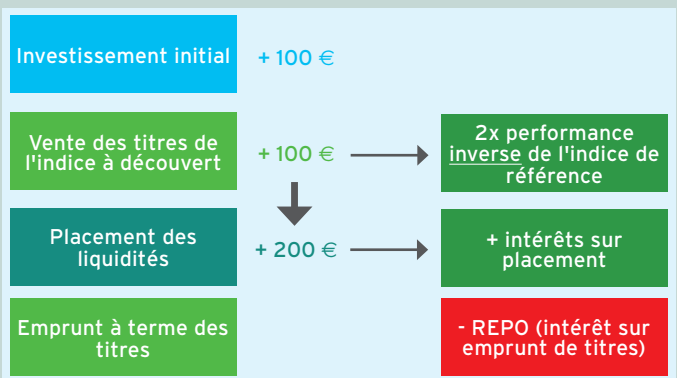 Investissement initial
+ 100 €
Vente des titres de
l'indice à découvert
+ 100 €
2x performance
inverse de l'indice de
référence
Placement des
liquidités
+ 200 €
+ intérêts sur
placement
Emprunt à terme des
titres
- REPO (intérêt sur
emprunt de titres)